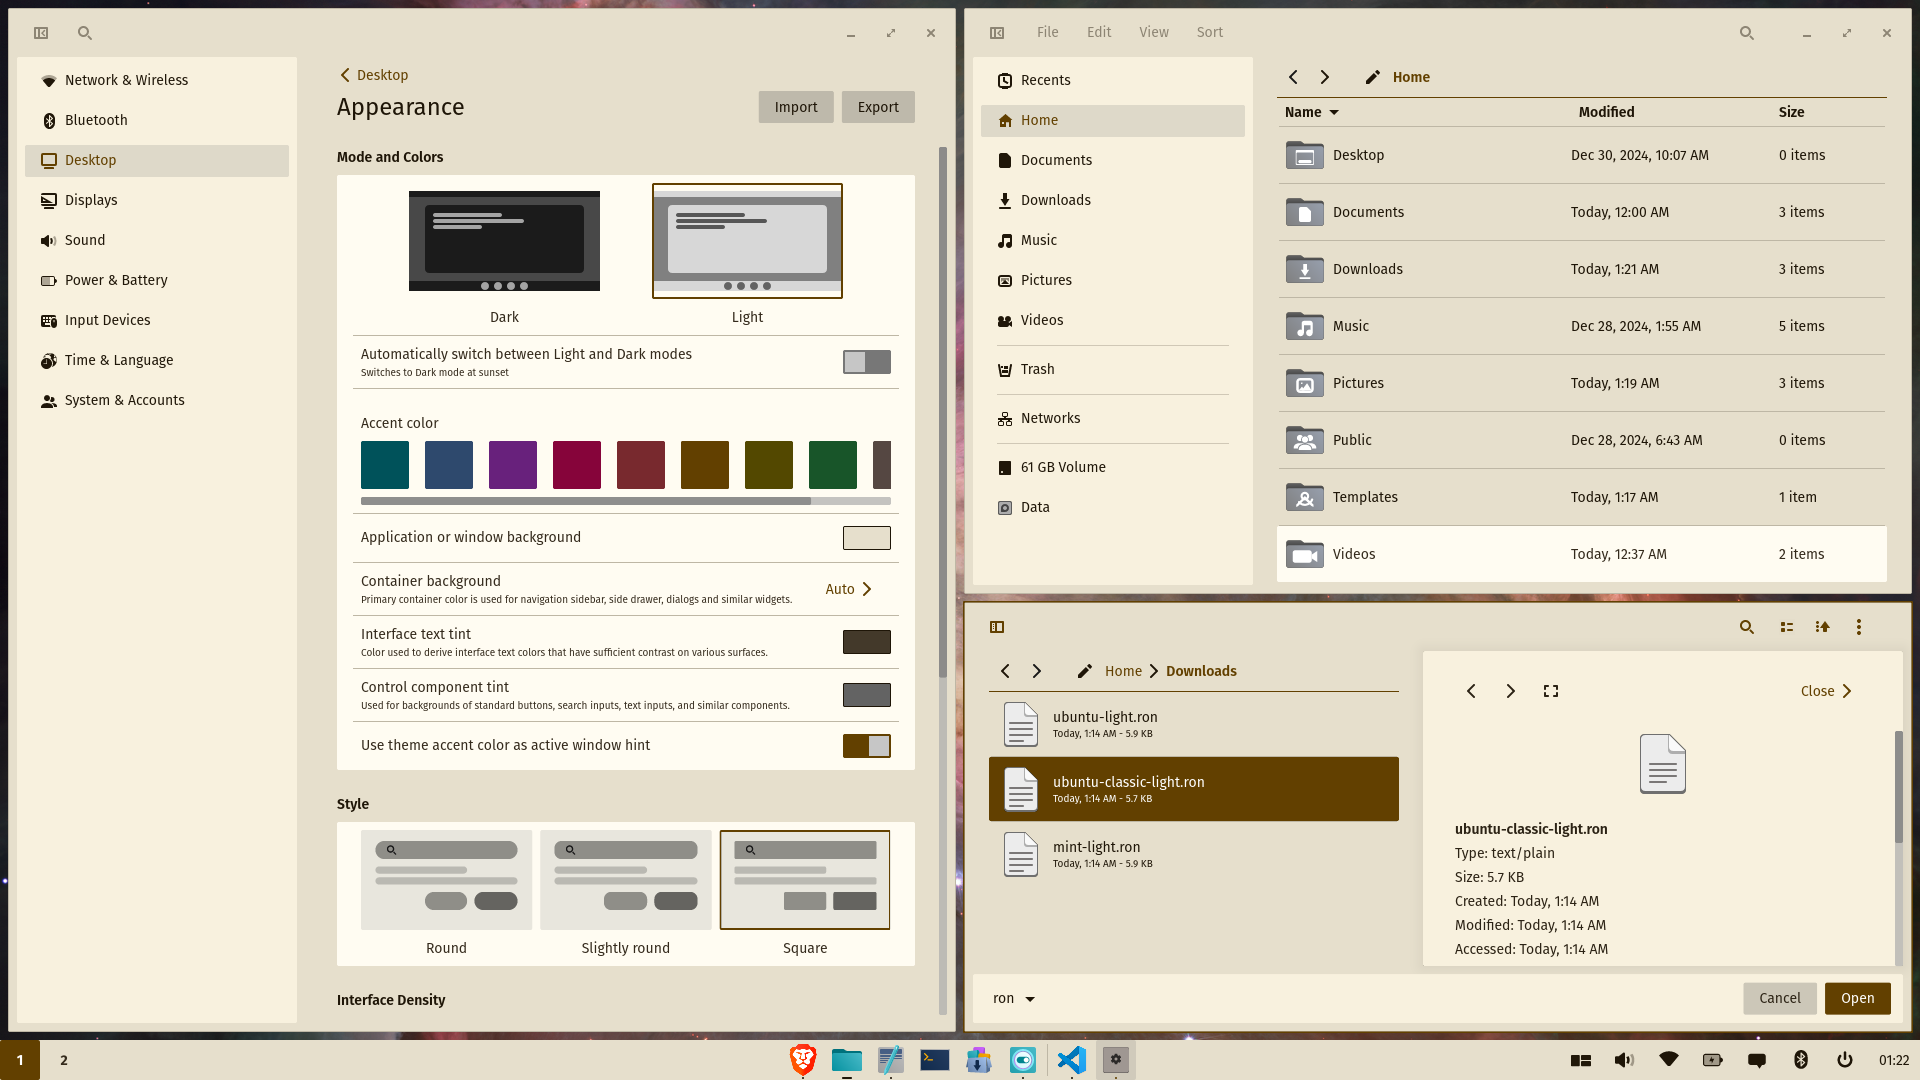 Network & Wireless
Bluetooth
Desktop
Displays
Sound
Power & Battery
Input Devices
Time & Language
System & Accounts
Desktop
Appearance
Import
Export
Mode and Colors
Dark
Light
Automatically switch between Light and Dark modes
Switches to Dark mode at sunset
Accent color
Application or window background
Container background
Primary container color is used for navigation sidebar, side drawer, dialogs and similar widgets.
Auto
Interface text tint
Color used to derive interface text colors that have sufficient contrast on various surfaces.
Control component tint
Used for backgrounds of standard buttons, search inputs, text inputs, and similar components.
Use theme accent color as active window hint
Style
Round
Slightly round
Square
Interface Density
File
Edit
View
Sort
Recents
Home
Documents
Downloads
Music
Pictures
Videos
Trash
Networks
61 GB Volume
Data
Home
Name
Modified
Size
Desktop
Dec 30, 2024, 10:07 AM
0 items
Documents
Today, 12:00 AM
3 items
Downloads
Today, 1:21 AM
3 items
Music
Dec 28, 2024, 1:55 AM
5 items
Pictures
Today, 1:19 AM
3 items
Public
Dec 28, 2024, 6:43 AM
0 items
Templates
Today, 1:17 AM
1 item
Videos
Today, 12:37 AM
2 items
Home
Downloads
ubuntu-light.ron
Today, 1:14 AM - 5.9 KB
ubuntu-classic-light.ron
Today, 1:14 AM - 5.7 KB
mint-light.ron
Today, 1:14 AM - 5.9 KB
Close
ubuntu-classic-light.ron
Type: text/plain
Size: 5.7 KB
Created: Today, 1:14 AM
Modified: Today, 1:14 AM
Accessed: Today, 1:14 AM
ron
Cancel
Open
1
2
01:22